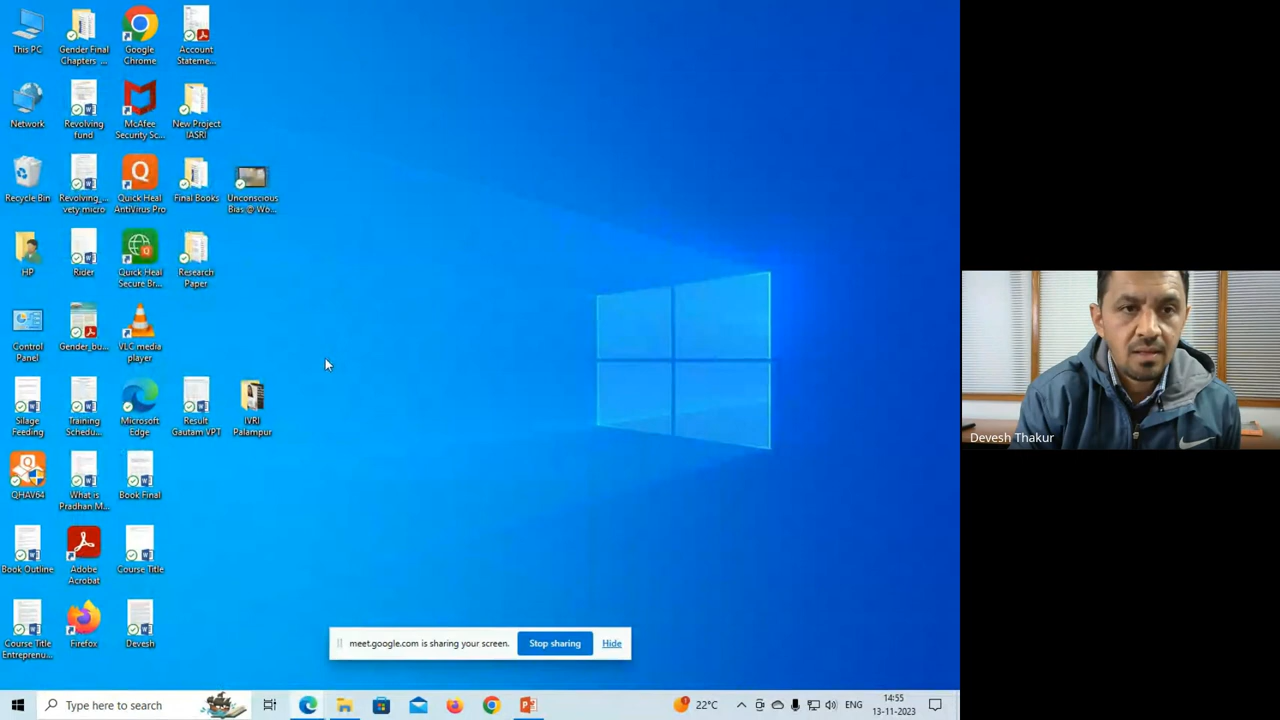 This PC
Gender Final
Chapters ...
Google
Chrome
Account
Stateme...
Network
Revolving
fund
McAfee
Security Sc...
New Project
(ASRI)
Recycle Bin
Revolving_...
vety micro
Quick Heal
AntiVirus Pro
Final Books
Unconscious
Bias @ Wo...
HP
Rider
Quick Heal
Secure Br...
Research
Paper
Control
Panel
Gender_bu...
VLC media
player
Silage
Feeding
Training
Schedu...
Microsoft
Edge
Result
Gautam VPT
IVRI
Palampur
QHAV64
What is
Pradhan M...
Book Final
Book Outline
Adobe
Acrobat
Course Title
Course Title
Entreprenu...
Firefox
Devesh
meet.google.com is sharing your screen.
Stop sharing
Hide
Type here to search
22°C
ENG
14:55
13-11-2023
Devesh Thakur